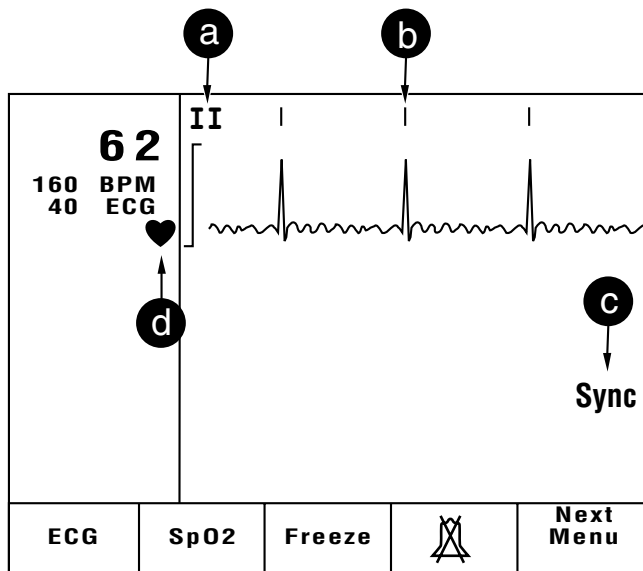 a
b
II
62
160 BPM
40 ECG
d
c
Sync
ECG
SpO2
Freeze
Next
Menu